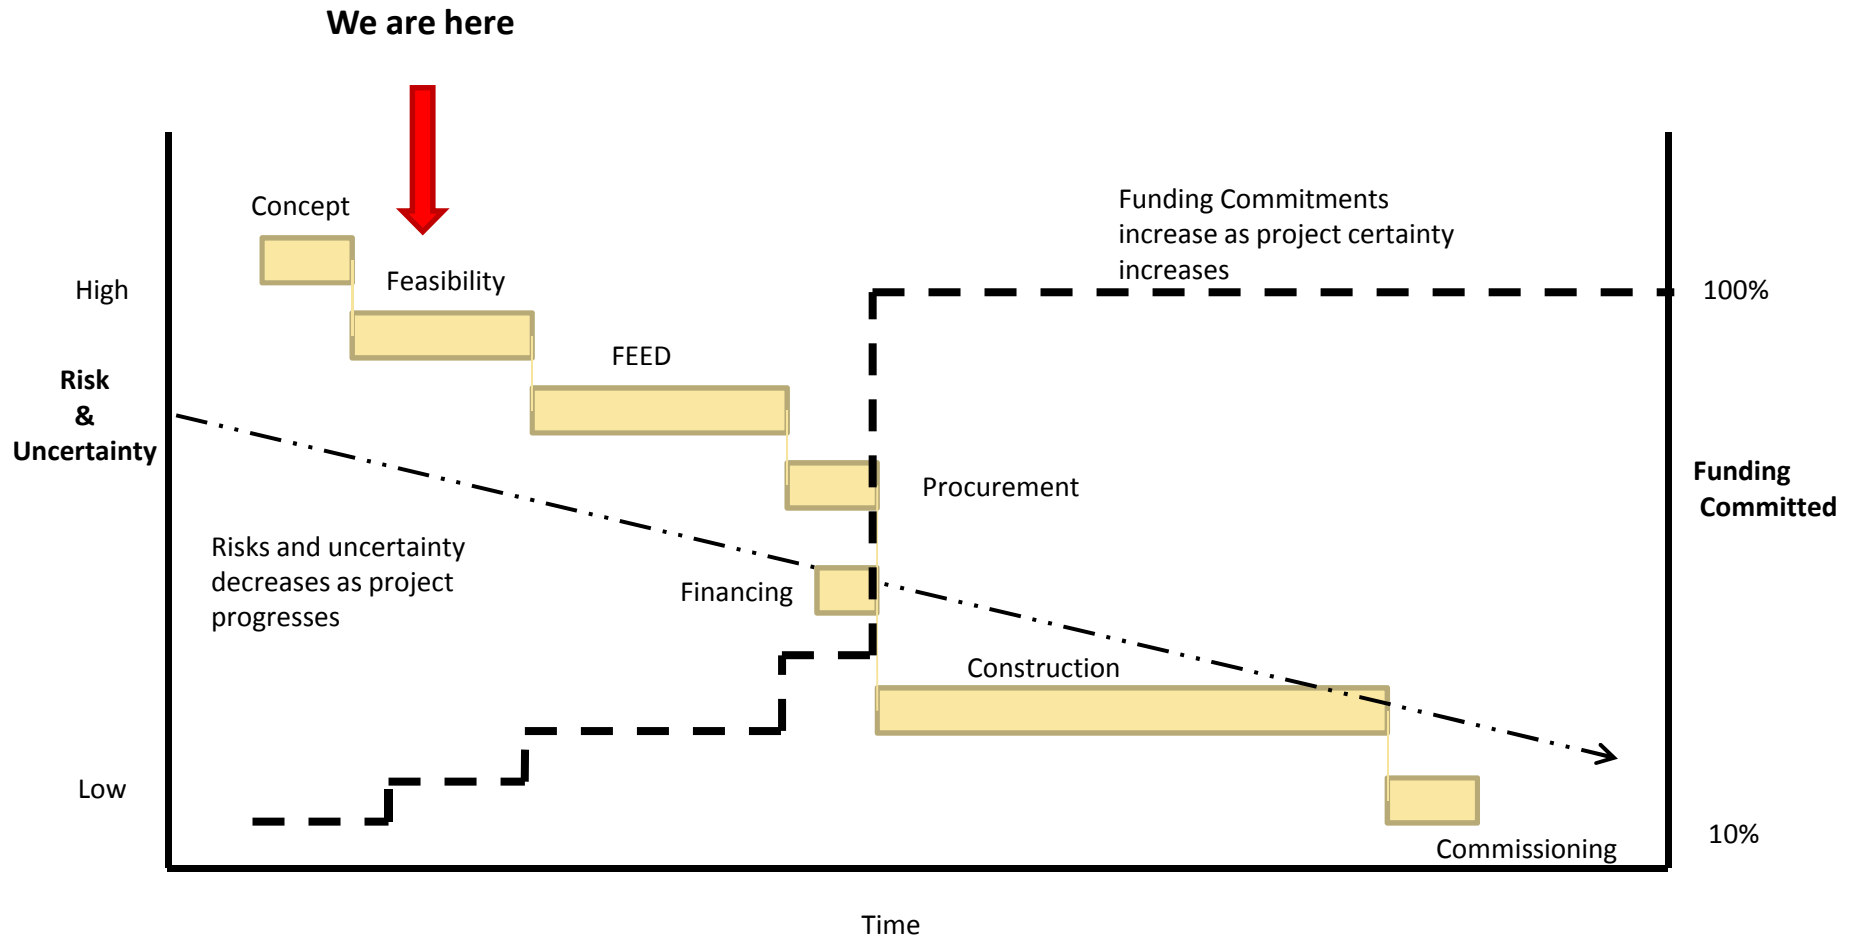 We are here
Concept
Feasibility
FEED
Procurement
Financing
Construction
Commissioning
Funding Commitments
increase as project certainty
increases
Risks and uncertainty
decreases as project
progresses
High
Risk
&
Uncertainty
Low
100%
Funding
Committed
10%
Time